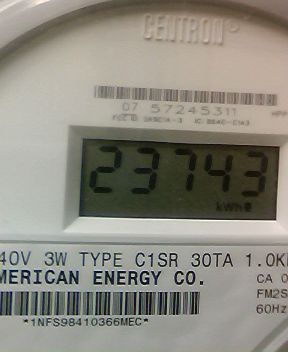 CENTRON®
07 57245311
23743
kWh
40V 3W TYPE C1SR 30TA 1.0K
MERICAN ENERGY CO.
CA 0
FM2S
60Hz
*1NFS98410366MEC*